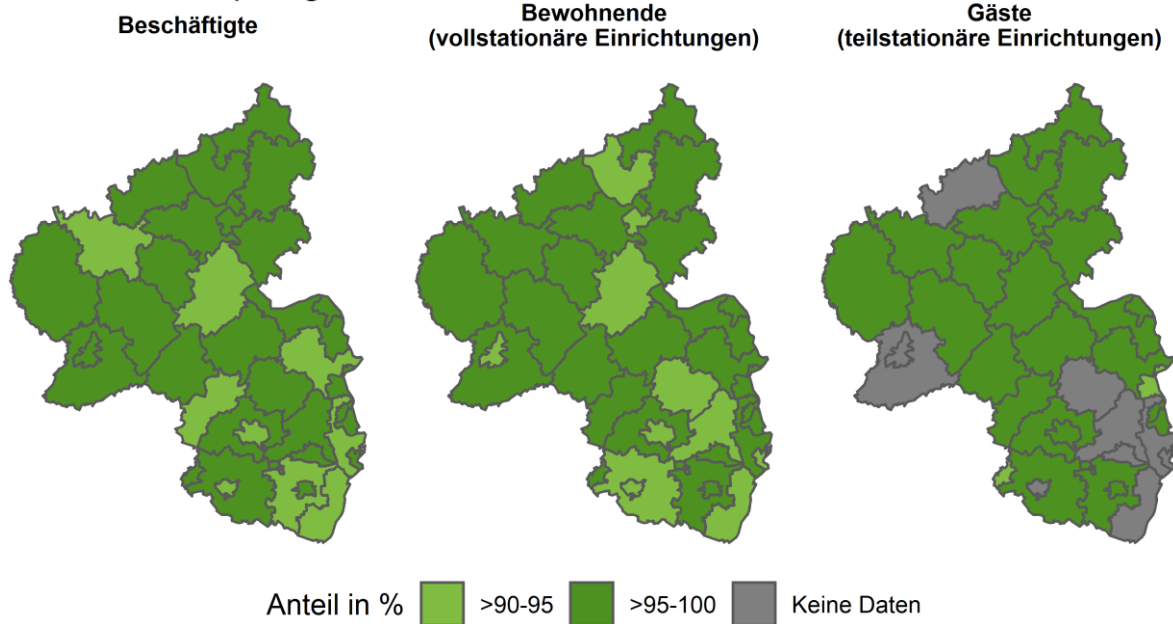 Beschäftigte
Bewohnende
(vollstationäre Einrichtungen)
Gäste
(teilstationäre Einrichtungen)
Anteil in % >90-95 >95-100 Keine Daten